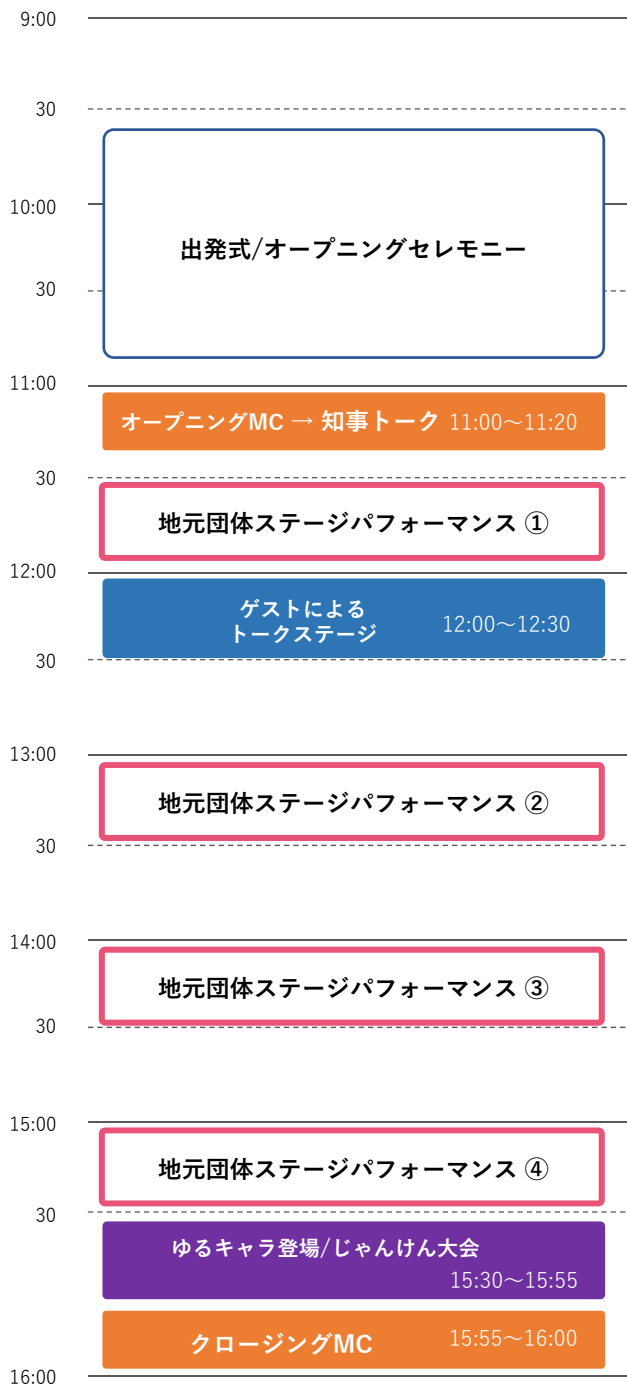 9:00
30
10:00
出発式/オープニングセレモニー
30
11:00
オープニングMC → 知事トーク 11:00～11:20
30
地元団体ステージパフォーマンス ①
12:00
ゲストによる
トークステージ
12:00～12:30
30
13:00
地元団体ステージパフォーマンス ②
30
14:00
地元団体ステージパフォーマンス ③
30
15:00
地元団体ステージパフォーマンス ④
30
ゆるキャラ登場/じゃんけん大会
15:30～15:55
クロージングMC 15:55～16:00
16:00